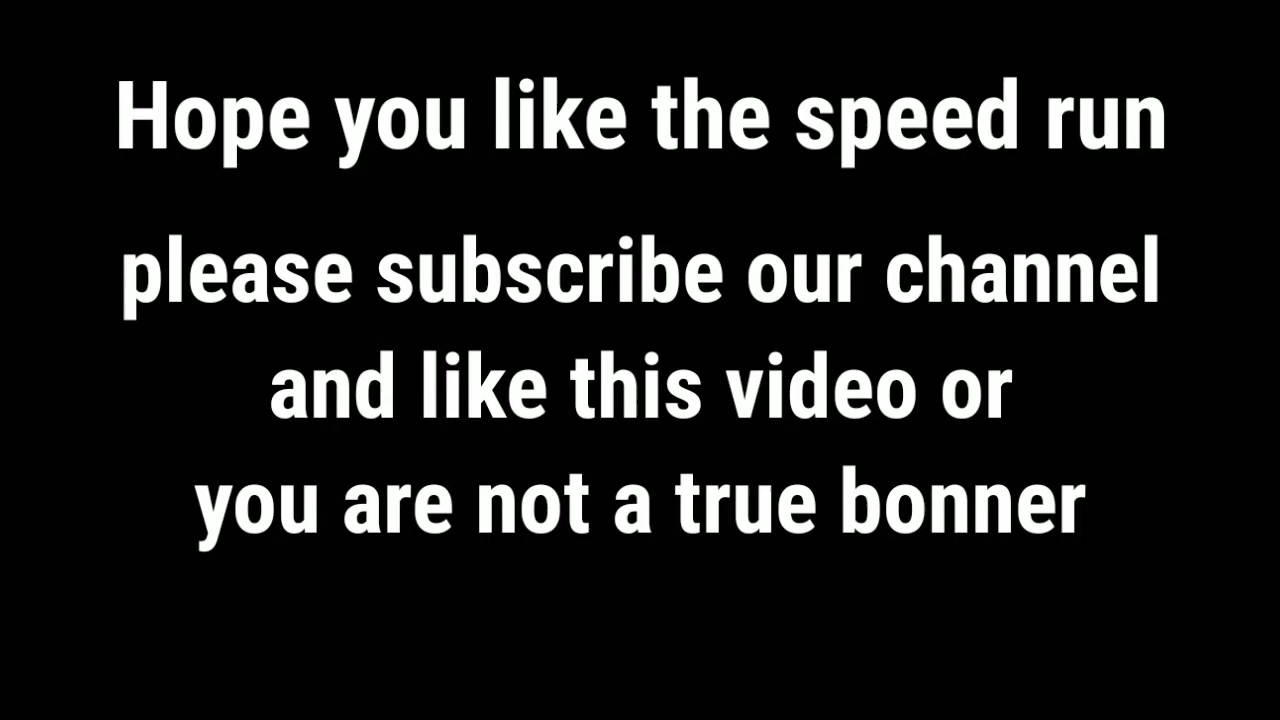 Hope you like the speed run
please subscribe our channel
and like this video or
you are not a true bonner